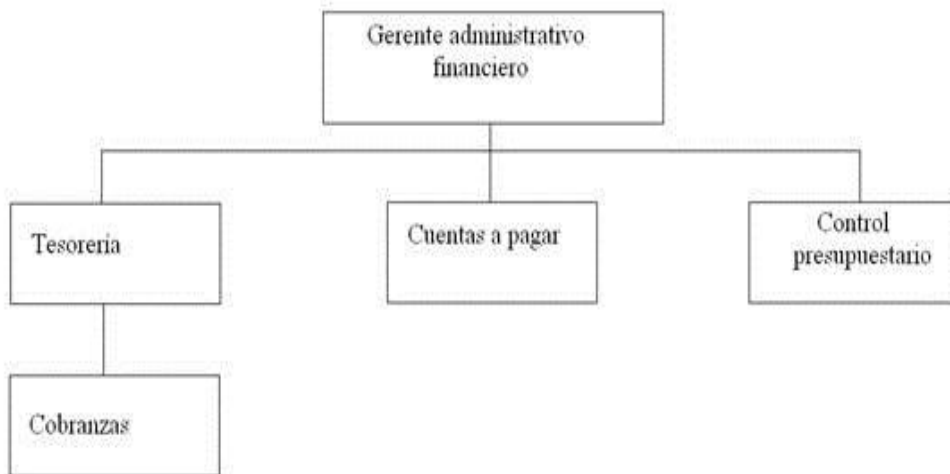 Gerente administrativo
financiero
Tesoreria
Cuentas a pagar
Control
presupuestario
Cobranzas